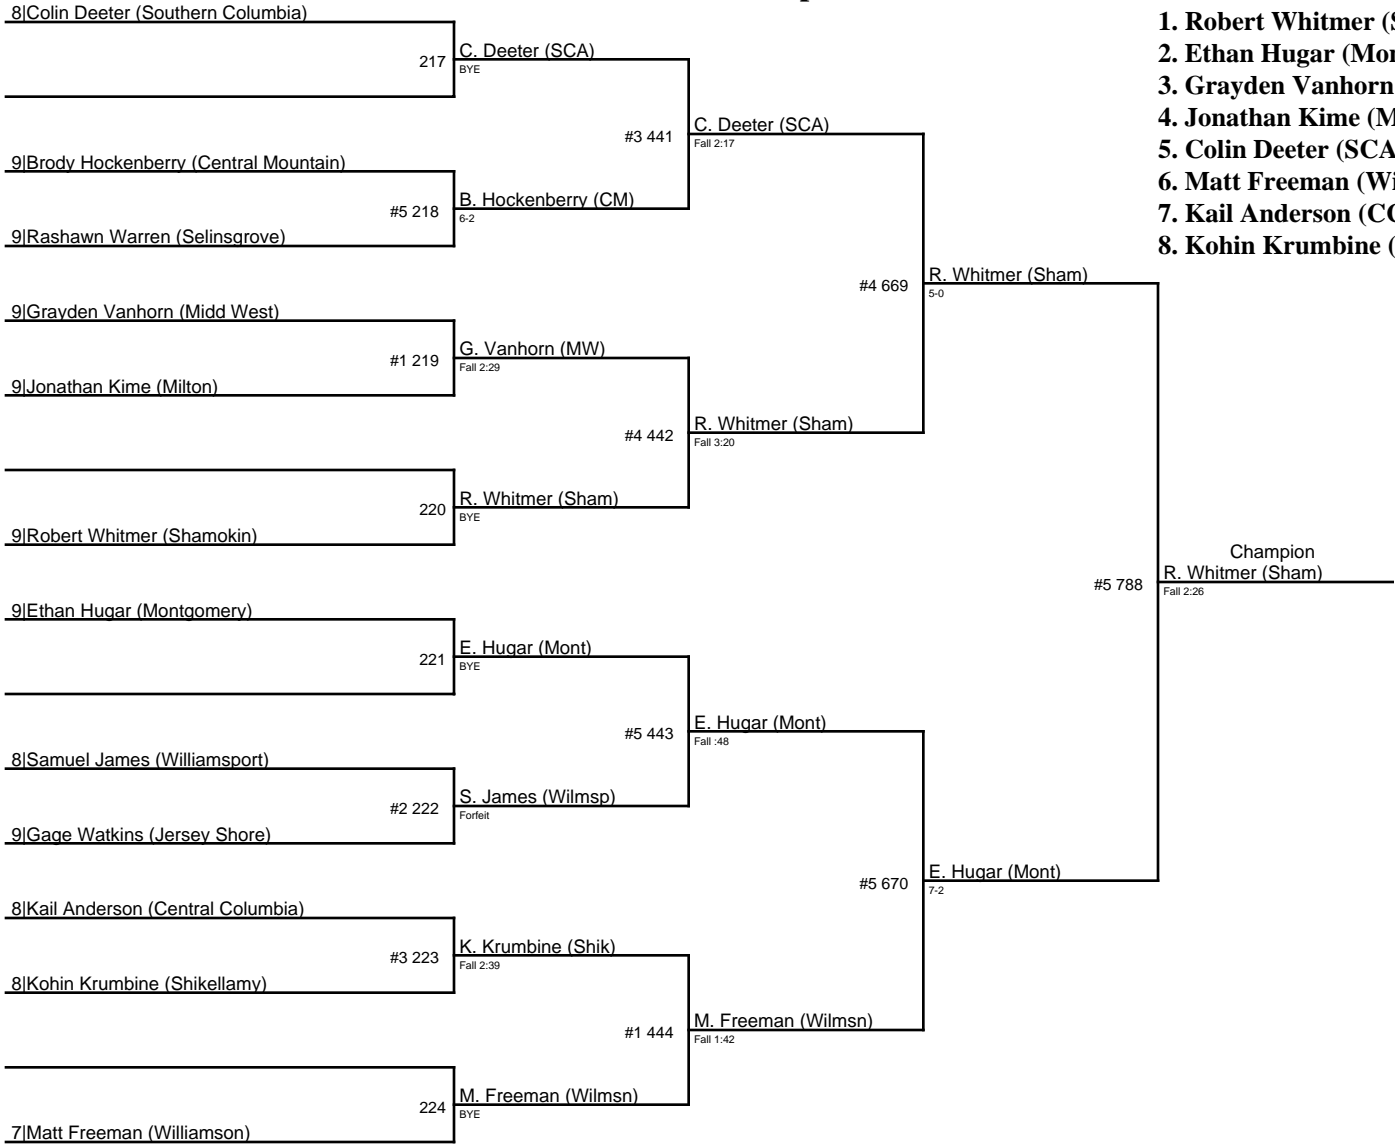 8|Colin Deeter (Southern Columbia)
217
C. Deeter (SCA)
BYE
#3 441
C. Deeter (SCA)
Fall 2:17
9|Brody Hockenberry (Central Mountain)
#5 218
B. Hockenberry (CM)
6-2
9|Rashawn Warren (Selinsgrove)
#4 669
R. Whitmer (Sham)
5-0
9|Grayden Vanhorn (Midd West)
#1 219
G. Vanhorn (MW)
Fall 2:29
9|Jonathan Kime (Milton)
#4 442
R. Whitmer (Sham)
Fall 3:20
220
R. Whitmer (Sham)
BYE
9|Robert Whitmer (Shamokin)
#5 788
Champion
R. Whitmer (Sham)
Fall 2:26
9|Ethan Hugar (Montgomery)
221
E. Hugar (Mont)
BYE
#5 443
E. Hugar (Mont)
Fall :48
8|Samuel James (Williamsport)
#2 222
S. James (Wilmsp)
Forfeit
9|Gage Watkins (Jersey Shore)
#5 670
E. Hugar (Mont)
7-2
8|Kail Anderson (Central Columbia)
#3 223
K. Krumbine (Shik)
Fall 2:39
8|Kohin Krumbine (Shikellamy)
#1 444
M. Freeman (Wilmsn)
Fall 1:42
224
M. Freeman (Wilmsn)
BYE
7|Matt Freeman (Williamson)
1. Robert Whitmer (
2. Ethan Hugar (Mo
3. Grayden Vanhorn
4. Jonathan Kime (M
5. Colin Deeter (SCA
6. Matt Freeman (Wi
7. Kail Anderson (C
8. Kohin Krumbine (